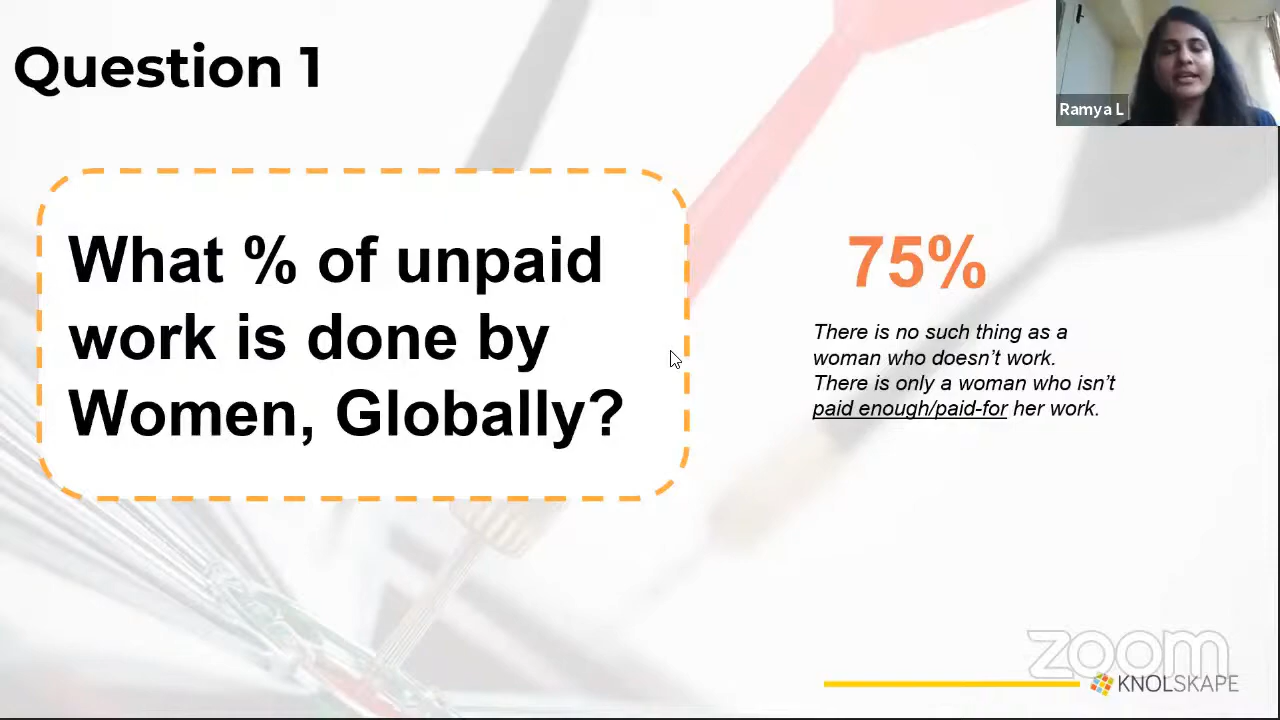 Question 1
Ramya L
What % of unpaid
work is done by
Women, Globally?
75%
There is no such thing as a
woman who doesn’t work.
There is only a woman who isn’t
paid enough/paid-for her work.
zoom
KNOLSKAPE